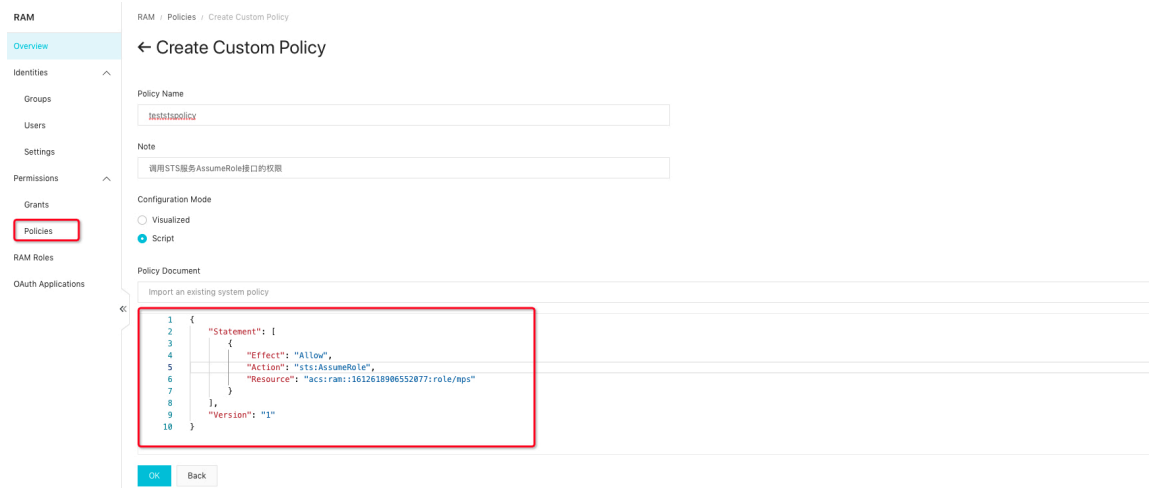 RAM
Overview
Identities
Groups
Users
Settings
Permissions
Grants
Policies
RAM Roles
OAuth Applications
RAM / Policies / Create Custom Policy
← Create Custom Policy
Policy Name
teststspolicy
Note
调用STS服务AssumeRole接口的权限
Configuration Mode
Visualized
Script
Policy Document
Import an existing system policy
1 {
2 "Statement": [
3 {
4 "Effect": "Allow",
5 "Action": "sts:AssumeRole",
6 "Resource": "acs:ram::1612618906552077:role/mps"
7 }
8 ],
9 "Version": "1"
10 }
OK Back